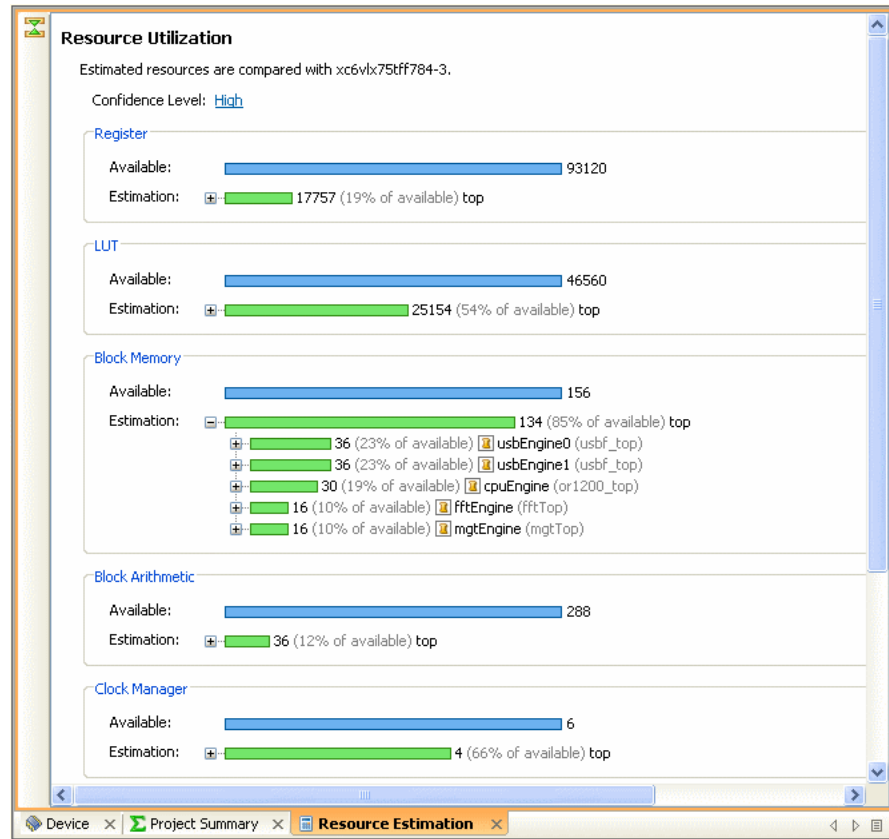 Resource Utilization
Estimated resources are compared with xc6vlx75tff784-3.
Confidence Level: High
Register
Available: 93120
Estimation: 17757 (19% of available) top
LUT
Available: 46560
Estimation: 25154 (54% of available) top
Block Memory
Available: 156
Estimation: 134 (85% of available) top
36 (23% of available) usbEngine0 (usbf_top)
36 (23% of available) usbEngine1 (usbf_top)
30 (19% of available) cpuEngine (or1200_top)
16 (10% of available) fftEngine (fftTop)
16 (10% of available) mgtEngine (mgtTop)
Block Arithmetic
Available: 288
Estimation: 36 (12% of available) top
Clock Manager
Available: 6
Estimation: 4 (66% of available) top
Device Project Summary Resource Estimation